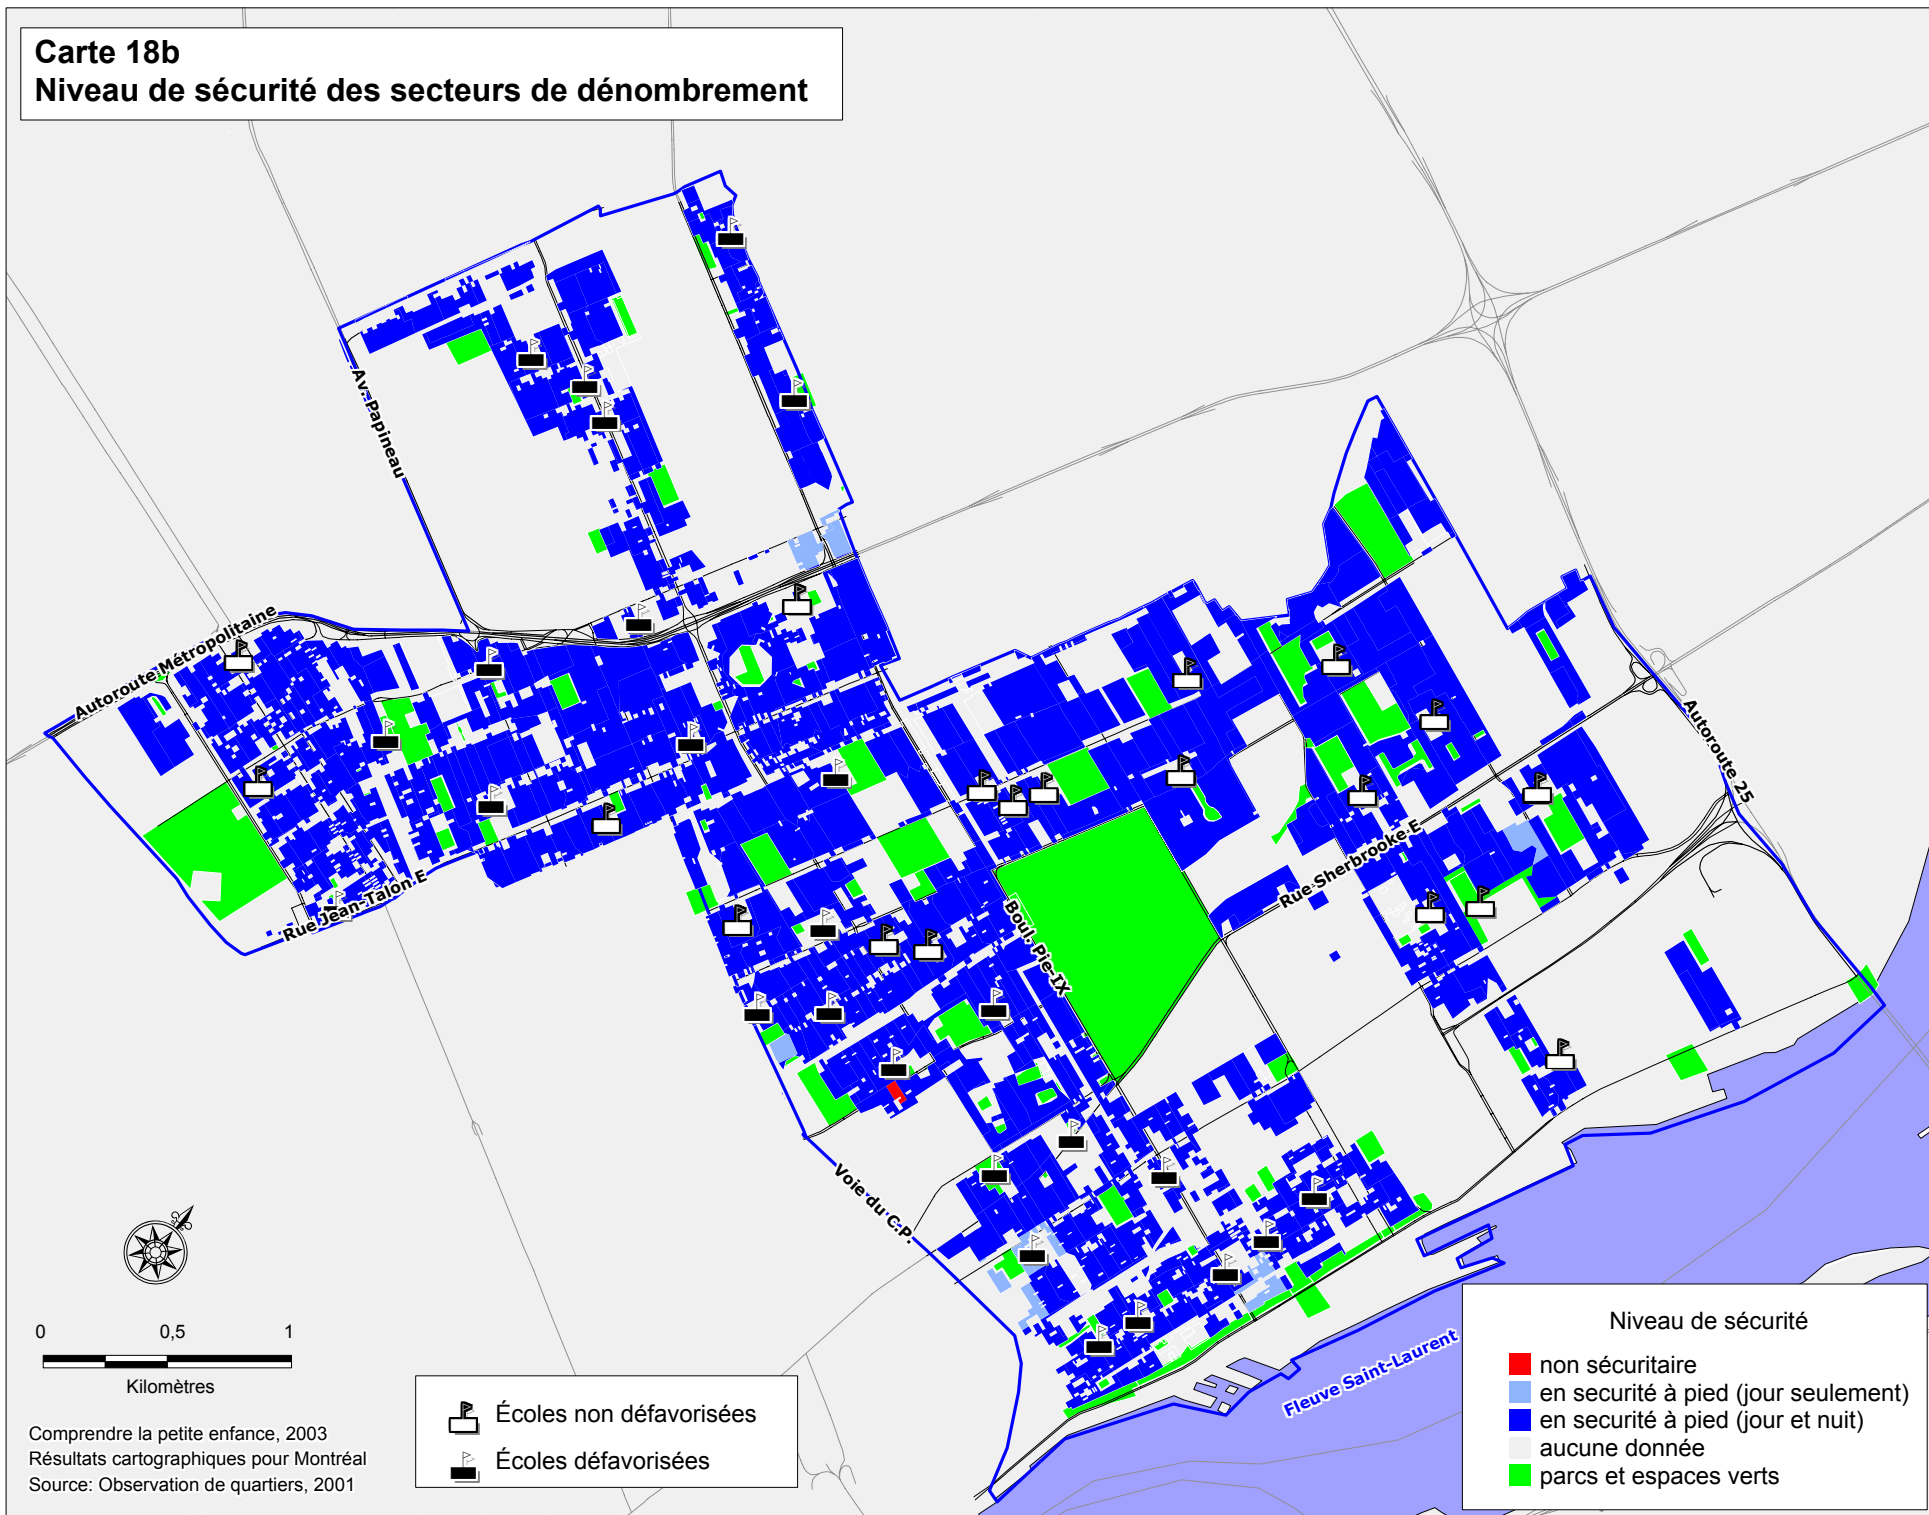 Carte 18b
Niveau de sécurité des secteurs de dénombrement
Av. Papineau
Autoroute Métropolitaine
Autoroute 25
Rue Sherbrooke E
Rue Jean-Talon E
Boul. Pie-IX
Voie du C.P.
Fleuve Saint-Laurent
0 0,5 1
Kilomètres
Comprendre la petite enfance, 2003
Résultats cartographiques pour Montréal
Source: Observation de quartiers, 2001
Écoles non défavorisées
Écoles défavorisées
Niveau de sécurité
non sécuritaire
en securité à pied (jour seulement)
en securité à pied (jour et nuit)
aucune donnée
parcs et espaces verts